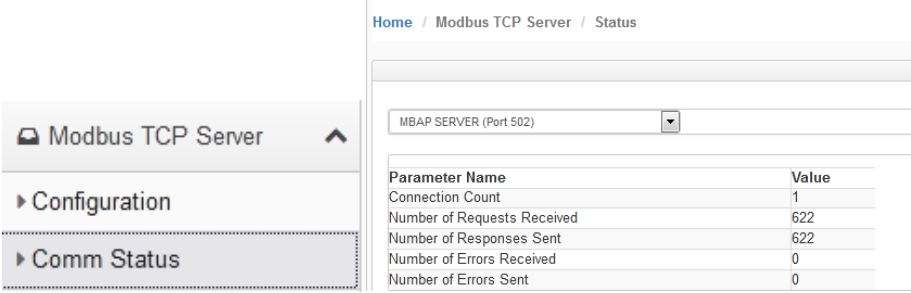 Home / Modbus TCP Server / Status
Modbus TCP Server
Configuration
Comm Status
MBAP SERVER (Port 502)
Parameter Name Value
Connection Count 1
Number of Requests Received 622
Number of Responses Sent 622
Number of Errors Received 0
Number of Errors Sent 0